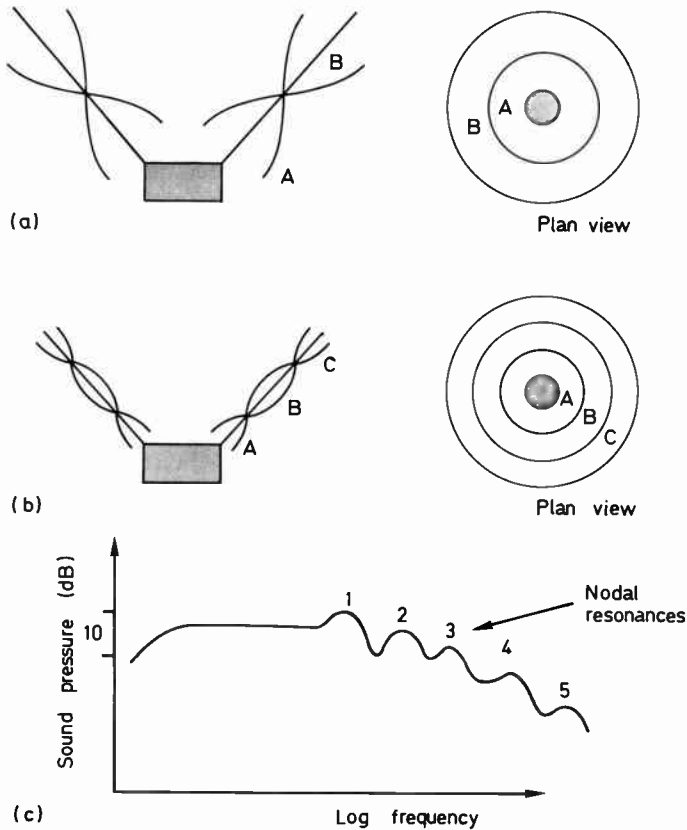 B
A
A
B
(a)
Plan view
C
B
A
A
B
C
(b)
Plan view
Sound pressure (dB)
10
1
2
3
4
5
Nodal
resonances
(c)
Log frequency